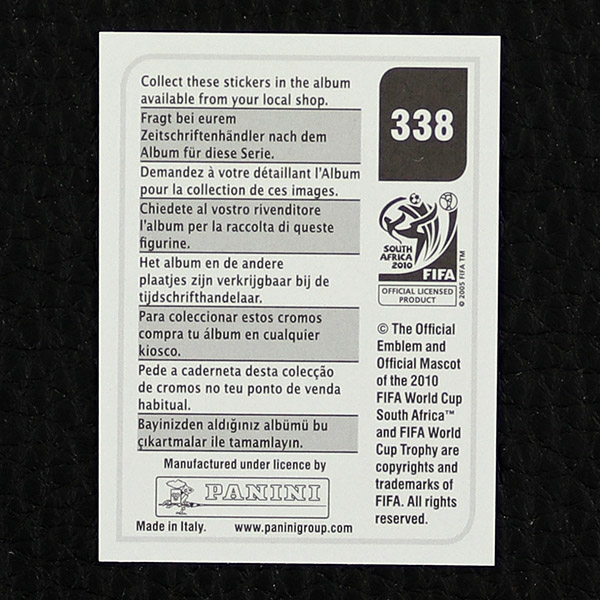 Collect these stickers in the album
available from your local shop.
Fragt bei eurem
Zeitschriftenhändler nach dem
Album für diese Serie.
Demandez à votre détaillant l'Album
pour la collection de ces images.
Chiedete al vostro rivenditore
l'album per la raccolta di queste
figurine.
Het album en de andere
plaatjes zijn verkrijgbaar bij de
tijdschrifthandelaar.
Para coleccionar estos cromos
compra tu álbum en cualquier
kiosco.
Pede a caderneta desta colecção
de cromos no teu ponto de venda
habitual.
Bayinizden aldığınız albümü bu
çıkartmalar ile tamamlayın.
Manufactured under licence by
PANINI
Made in Italy. www.paninigroup.com
338
SOUTH
AFRICA
2010
FIFA
OFFICIAL LICENSED
PRODUCT
© 2005 FIFA TM
© The Official
Emblem and
Official Mascot
of the 2010
FIFA World Cup
South Africa™
and FIFA World
Cup Trophy are
copyrights and
trademarks of
FIFA. All rights
reserved.